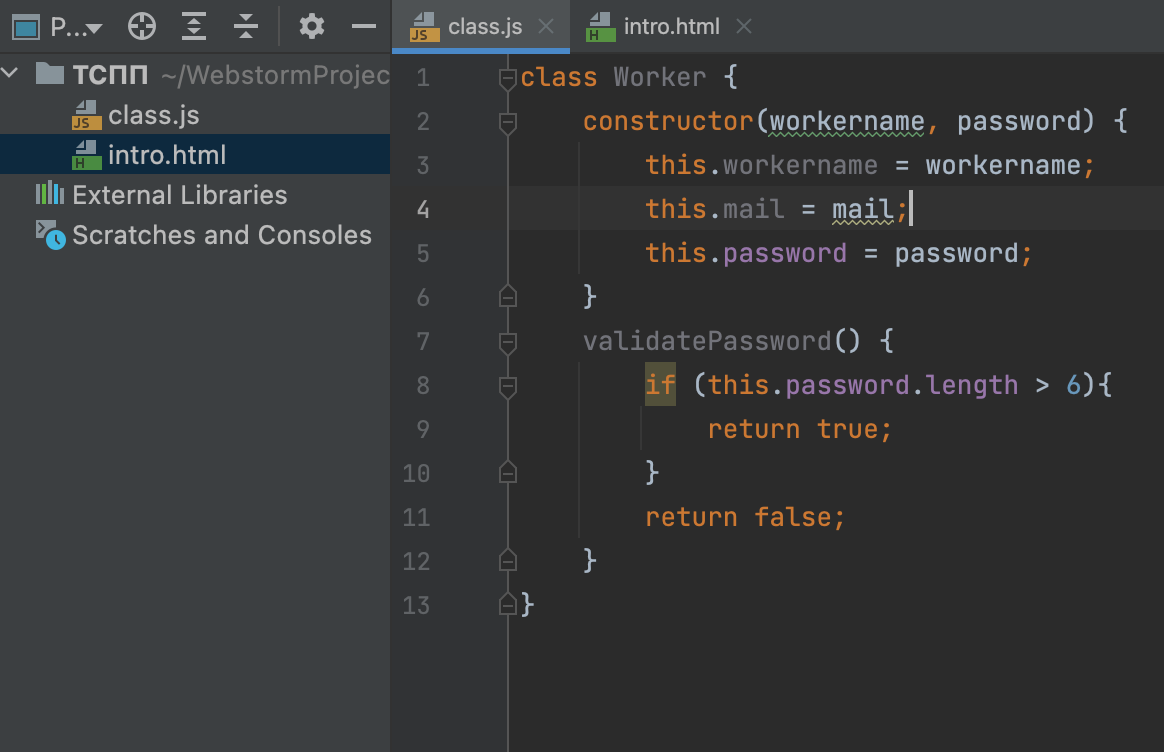 P...
class.js
intro.html
ТСПП ~/WebstormProjec
class.js
intro.html
External Libraries
Scratches and Consoles
1 class Worker {
2 constructor(workername, password) {
3 this.workername = workername;
4 this.mail = mail;
5 this.password = password;
6 }
7 validatePassword() {
8 if (this.password.length > 6){
9 return true;
10 }
11 return false;
12 }
13 }